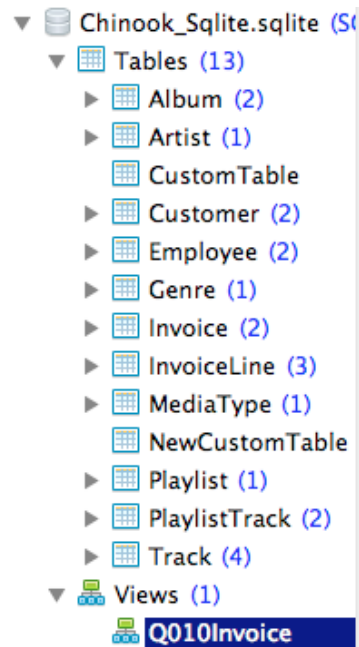 Chinook_Sqlite.sqlite (S
Tables (13)
Album (2)
Artist (1)
CustomTable
Customer (2)
Employee (2)
Genre (1)
Invoice (2)
InvoiceLine (3)
MediaType (1)
NewCustomTable
Playlist (1)
PlaylistTrack (2)
Track (4)
Views (1)
Q010Invoice